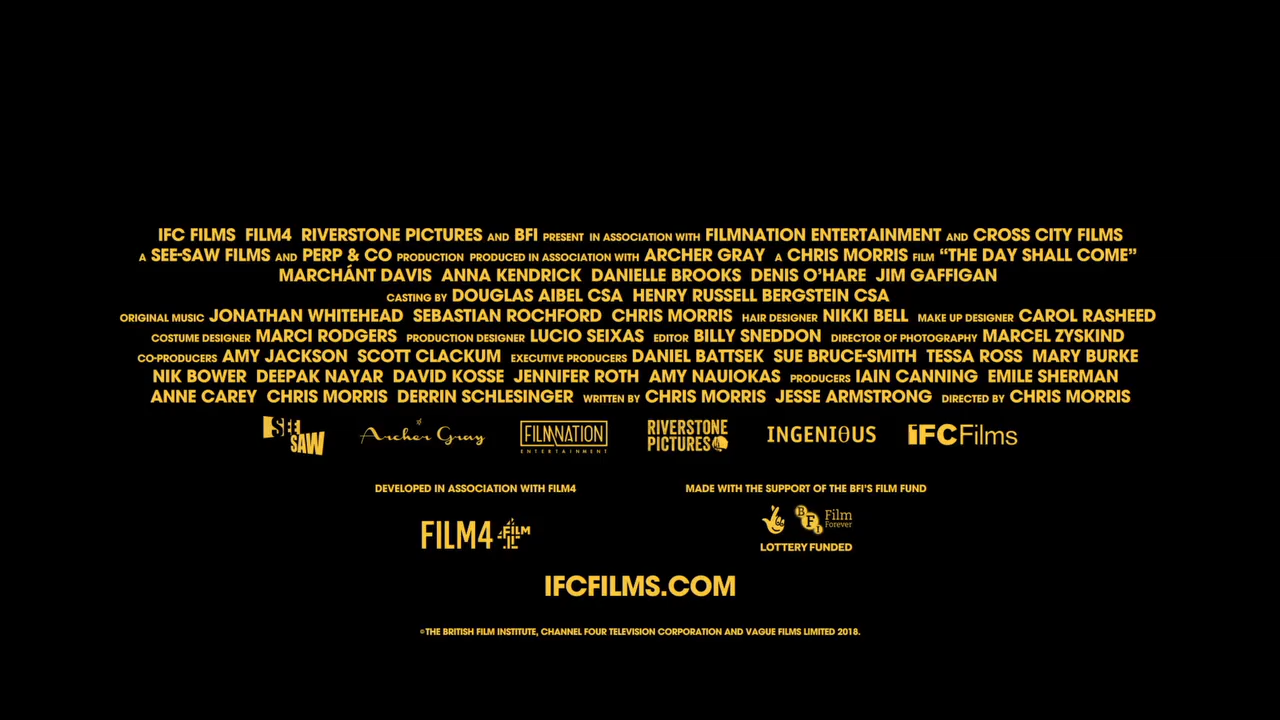 IFC FILMS FILM4 RIVERSTONE PICTURES AND BFI PRESENT IN ASSOCIATION WITH FILMNATION ENTERTAINMENT AND CROSS CITY FILMS
A SEE-SAW FILMS AND PERP & CO PRODUCTION PRODUCED IN ASSOCIATION WITH ARCHER GRAY A CHRIS MORRIS FILM “THE DAY SHALL COME”
MARCHÁNT DAVIS ANNA KENDRICK DANIELLE BROOKS DENIS O’HARE JIM GAFFIGAN
CASTING BY DOUGLAS AIBEL CSA HENRY RUSSELL BERGSTEIN CSA
ORIGINAL MUSIC JONATHAN WHITEHEAD SEBASTIAN ROCHFORD CHRIS MORRIS HAIR DESIGNER NIKKI BELL MAKE UP DESIGNER CAROL RASHEED
COSTUME DESIGNER MARCI RODGERS PRODUCTION DESIGNER LUCIO SEIXAS EDITOR BILLY SNEDDON DIRECTOR OF PHOTOGRAPHY MARCEL ZYSKIND
CO-PRODUCERS AMY JACKSON SCOTT CLACKUM EXECUTIVE PRODUCERS DANIEL BATTSEK SUE BRUCE-SMITH TESSA ROSS MARY BURKE
NIK BOWER DEEPAK NAYAR DAVID KOSSE JENNIFER ROTH AMY NAUIOKAS PRODUCERS IAIN CANNING EMILE SHERMAN
ANNE CAREY CHRIS MORRIS DERRIN SCHLESINGER WRITTEN BY CHRIS MORRIS JESSE ARMSTRONG DIRECTED BY CHRIS MORRIS
SEE SAW Archer Gray FILMNATION ENTERTAINMENT RIVERSTONE PICTURES INGENIOUS IFC Films
DEVELOPED IN ASSOCIATION WITH FILM4 MADE WITH THE SUPPORT OF THE BFI’S FILM FUND
FILM4 4 FILM BFI Film Forever
LOTTERY FUNDED
IFCFILMS.COM
©THE BRITISH FILM INSTITUTE, CHANNEL FOUR TELEVISION CORPORATION AND VAGUE FILMS LIMITED 2018.